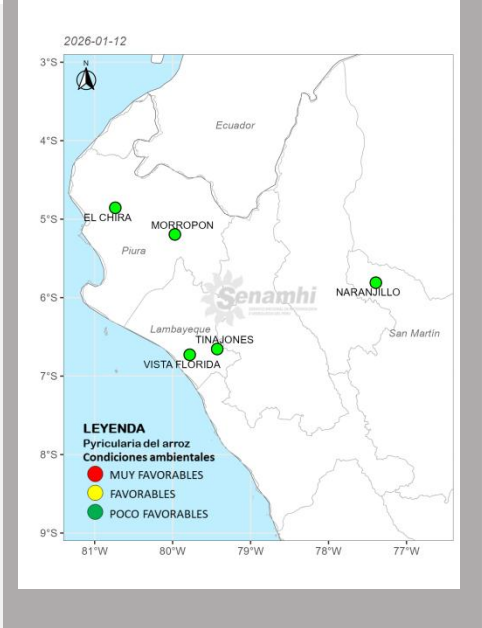 2026-01-12
3°S
N
4°S
Ecuador
5°S
EL CHIRA
MORROPON
Piura
6°S
NARANJILLO
Senamhi
Lambayeque
San Martín
TINAJONES
VISTA FLORIDA
7°S
LEYENDA
Pyricularia del arroz
Condiciones ambientales
MUY FAVORABLES
8°S
FAVORABLES
POCO FAVORABLES
9°S
81°W 80°W 79°W 78°W 77°W